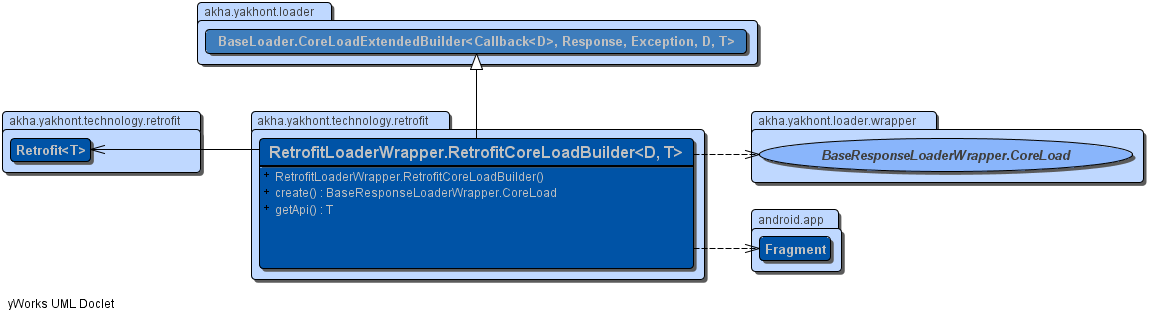 akha.yakhont.loader
BaseLoader.CoreLoadExtendedBuilder<Callback<D>, Response, Exception, D, T>
akha.yakhont.technology.retrofit
Retrofit<T>
akha.yakhont.technology.retrofit
RetrofitLoaderWrapper.RetrofitCoreLoadBuilder<D, T>
+ RetrofitLoaderWrapper.RetrofitCoreLoadBuilder()
+ create() : BaseResponseLoaderWrapper.CoreLoad
+ getApi() : T
akha.yakhont.loader.wrapper
BaseResponseLoaderWrapper.CoreLoad
android.app
Fragment
yWorks UML Doclet